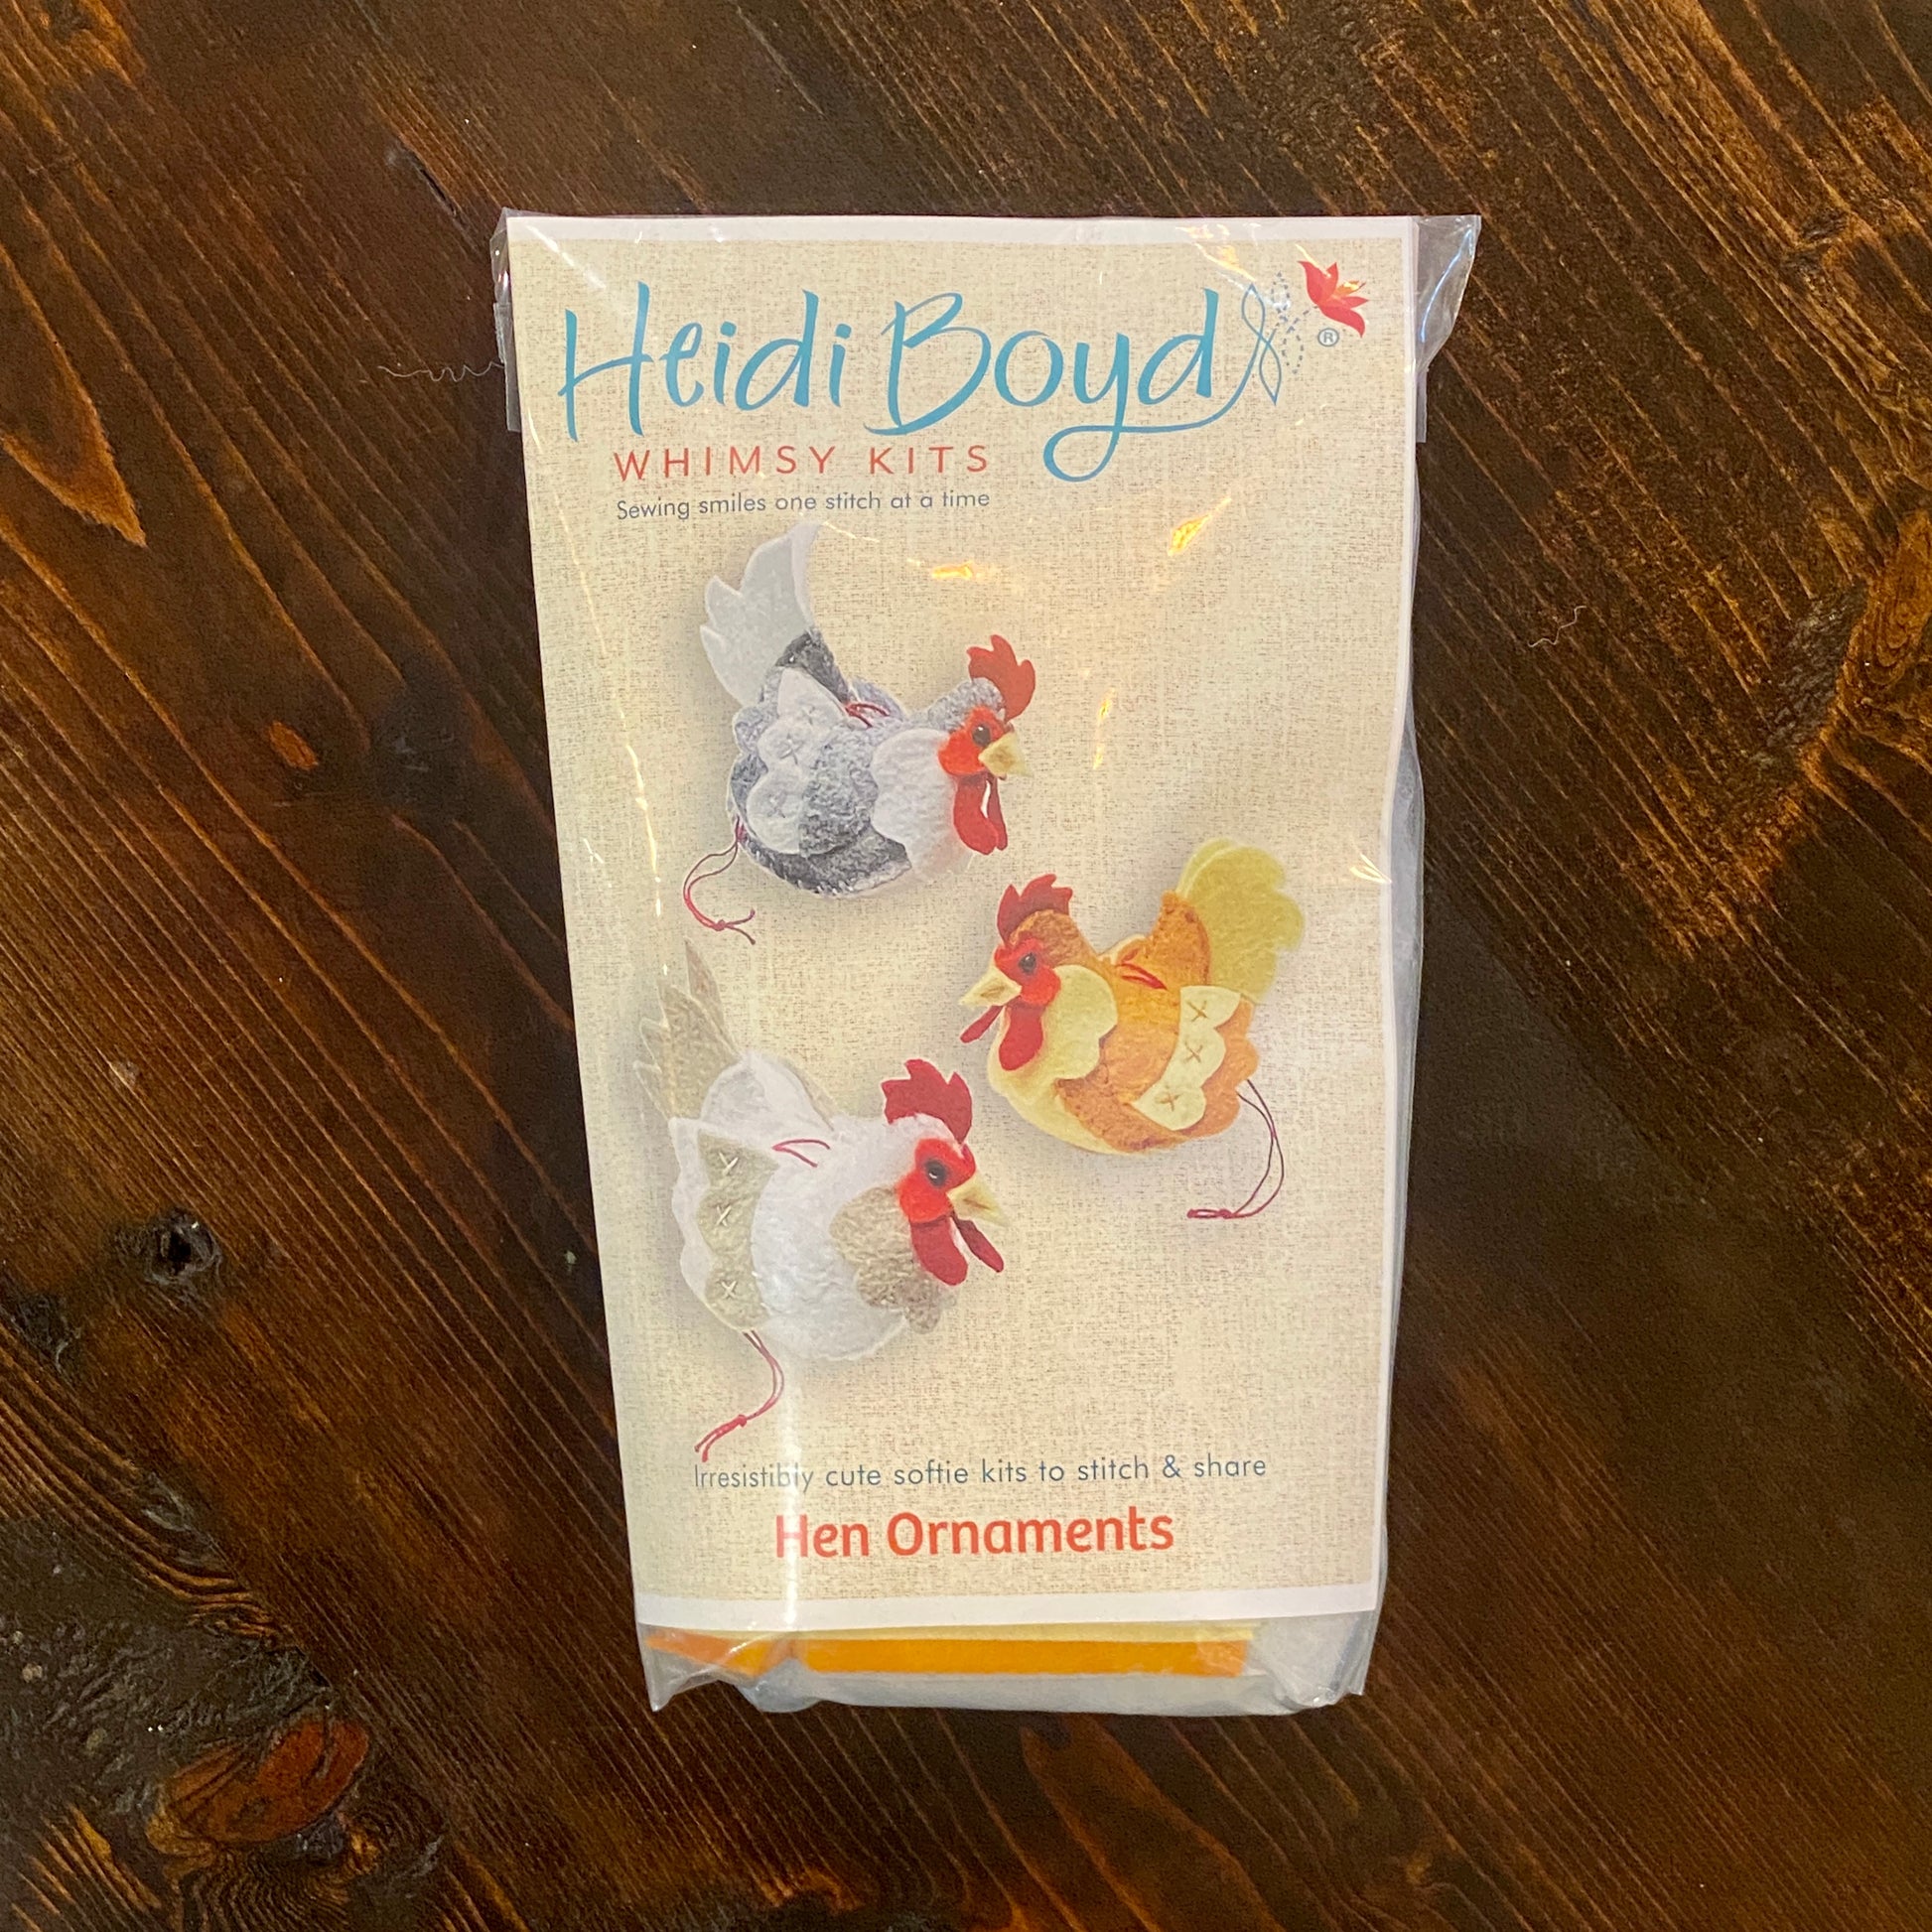 Heidi Boyd ®
WHIMSY KITS
Sewing smiles one stitch at a time
Irresistibly cute softie kits to stitch & share
Hen Ornaments